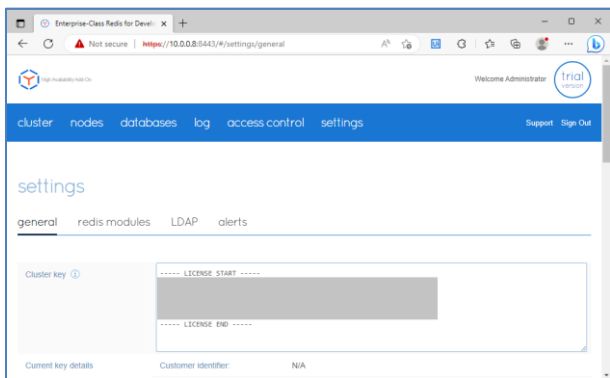 Enterprise-Class Redis for Develo
Not secure | https://10.0.0.8:8443/#/settings/general
High Availability Add-On
Welcome Administrator
trial
version
cluster nodes databases log access control settings
Support Sign Out
settings
general redis modules LDAP alerts
Cluster key
----- LICENSE START -----
----- LICENSE END -----
Current key details Customer identifier: N/A